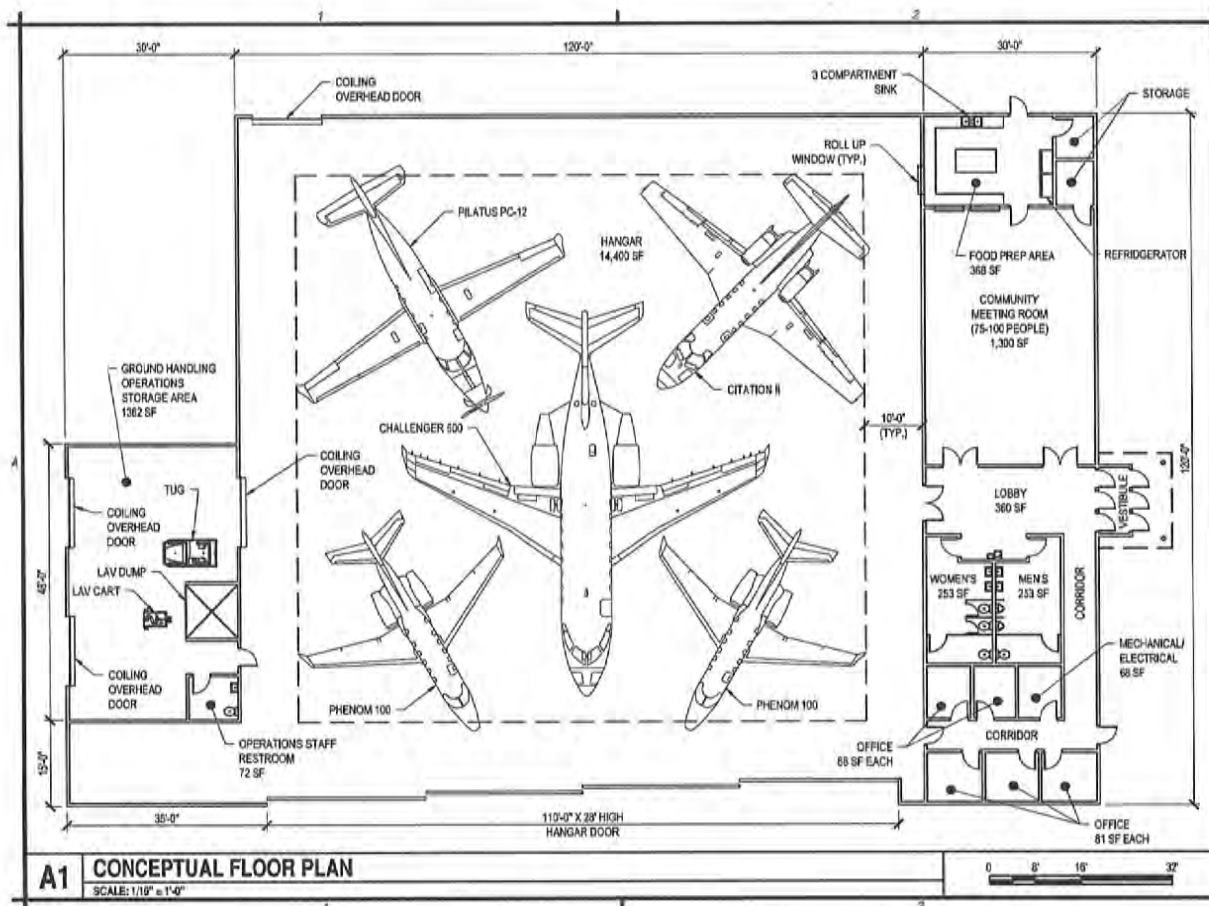 1
2
30'-0"
120'-0"
30'-0"
COILING
OVERHEAD DOOR
3 COMPARTMENT
SINK
STORAGE
ROLL UP
WINDOW (TYP.)
PILATUS PC-12
HANGAR
14,400 SF
FOOD PREP AREA
368 SF
REFRIDGERATOR
COMMUNITY
MEETING ROOM
(75-100 PEOPLE)
1,300 SF
GROUND HANDLING
OPERATIONS
STORAGE AREA
1362 SF
CITATION II
CHALLENGER 600
10'-0"
(TYP.)
120'-0"
A
COILING
OVERHEAD
DOOR
TUG
COILING
OVERHEAD
DOOR
LOBBY
360 SF
VESTIBULE
LAV DUMP
LAV CART
WOMEN'S
253 SF
MEN'S
253 SF
CORRIDOR
MECHANICAL/
ELECTRICAL
68 SF
COILING
OVERHEAD
DOOR
PHENOM 100
PHENOM 100
OPERATIONS STAFF
RESTROOM
72 SF
CORRIDOR
OFFICE
68 SF EACH
35'-0"
110'-0" X 28' HIGH
HANGAR DOOR
OFFICE
81 SF EACH
A1
CONCEPTUAL FLOOR PLAN
SCALE: 1/16" = 1'-0"
0 8' 16' 32'